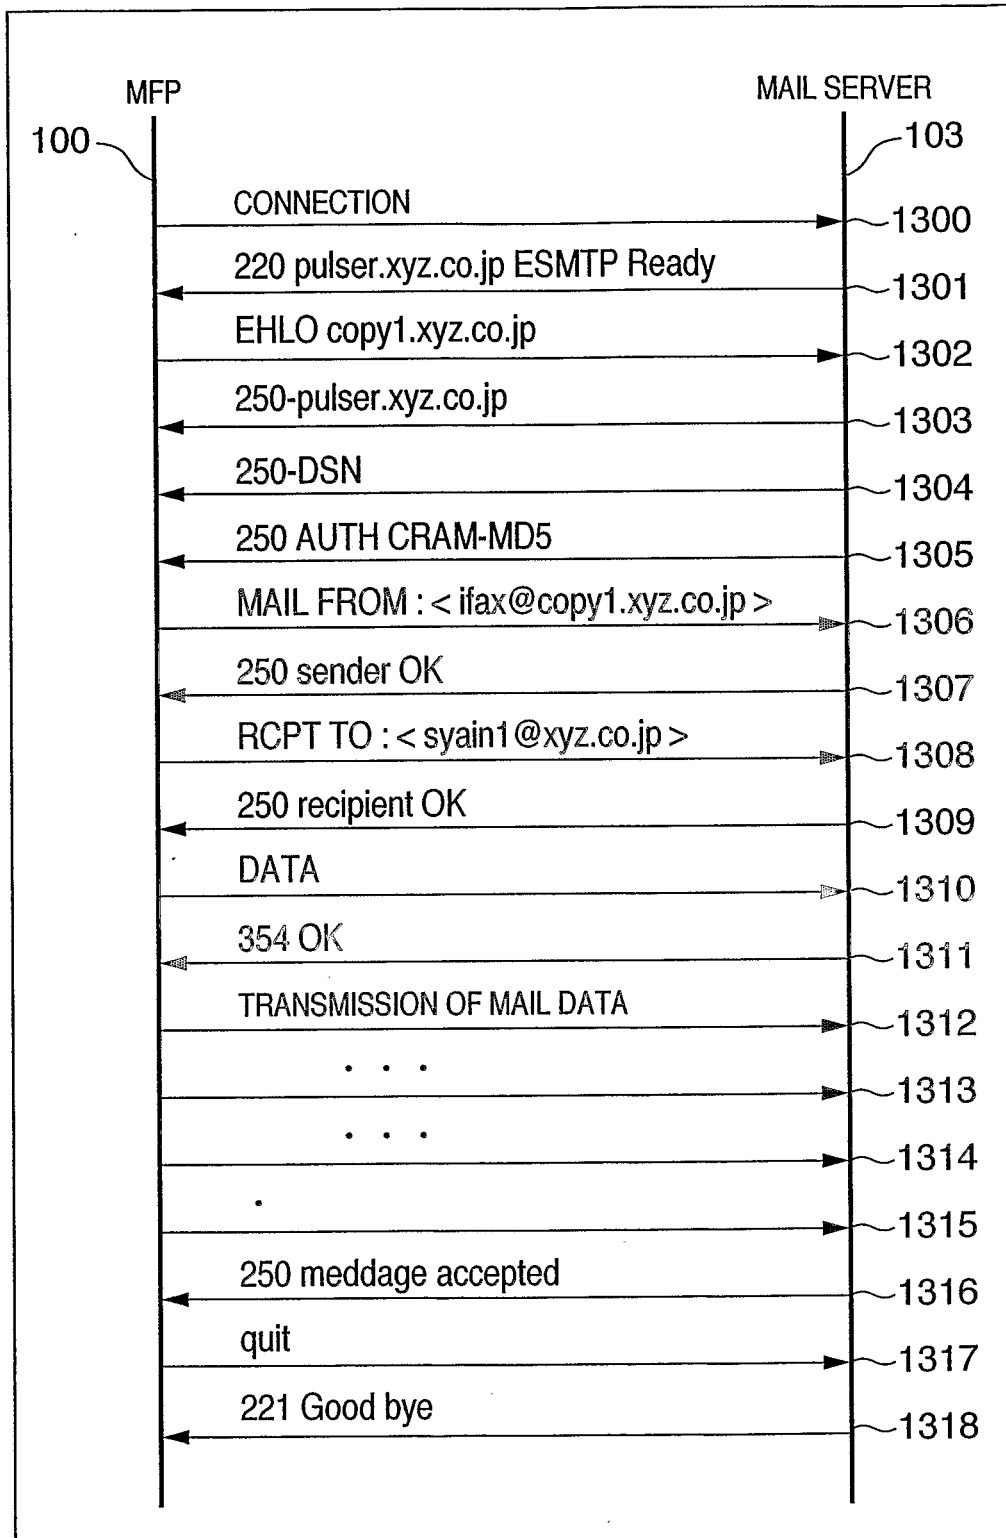 MFP
MAIL SERVER
100
103
CONNECTION
1300
220 pulser.xyz.co.jp ESMTP Ready
1301
EHLO copy1.xyz.co.jp
1302
250-pulser.xyz.co.jp
1303
250-DSN
1304
250 AUTH CRAM-MD5
1305
MAIL FROM : < ifax@copy1.xyz.co.jp >
1306
250 sender OK
1307
RCPT TO : < syain1@xyz.co.jp >
1308
250 recipient OK
1309
DATA
1310
354 OK
1311
TRANSMISSION OF MAIL DATA
1312
. . .
1313
. . .
1314
.
1315
250 meddage accepted
1316
quit
1317
221 Good bye
1318